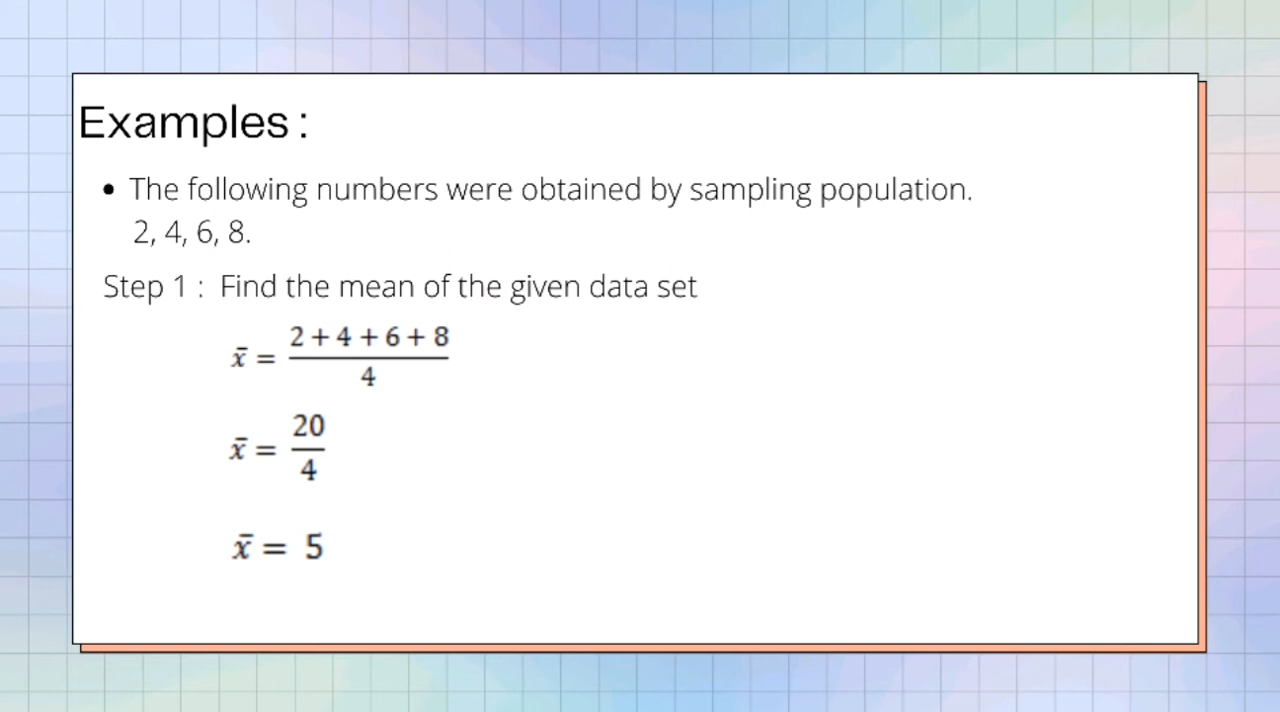 Examples :
• The following numbers were obtained by sampling population.
2, 4, 6, 8.
Step 1 : Find the mean of the given data set
x̄ = (2 + 4 + 6 + 8)/4
x̄ = 20/4
x̄ = 5